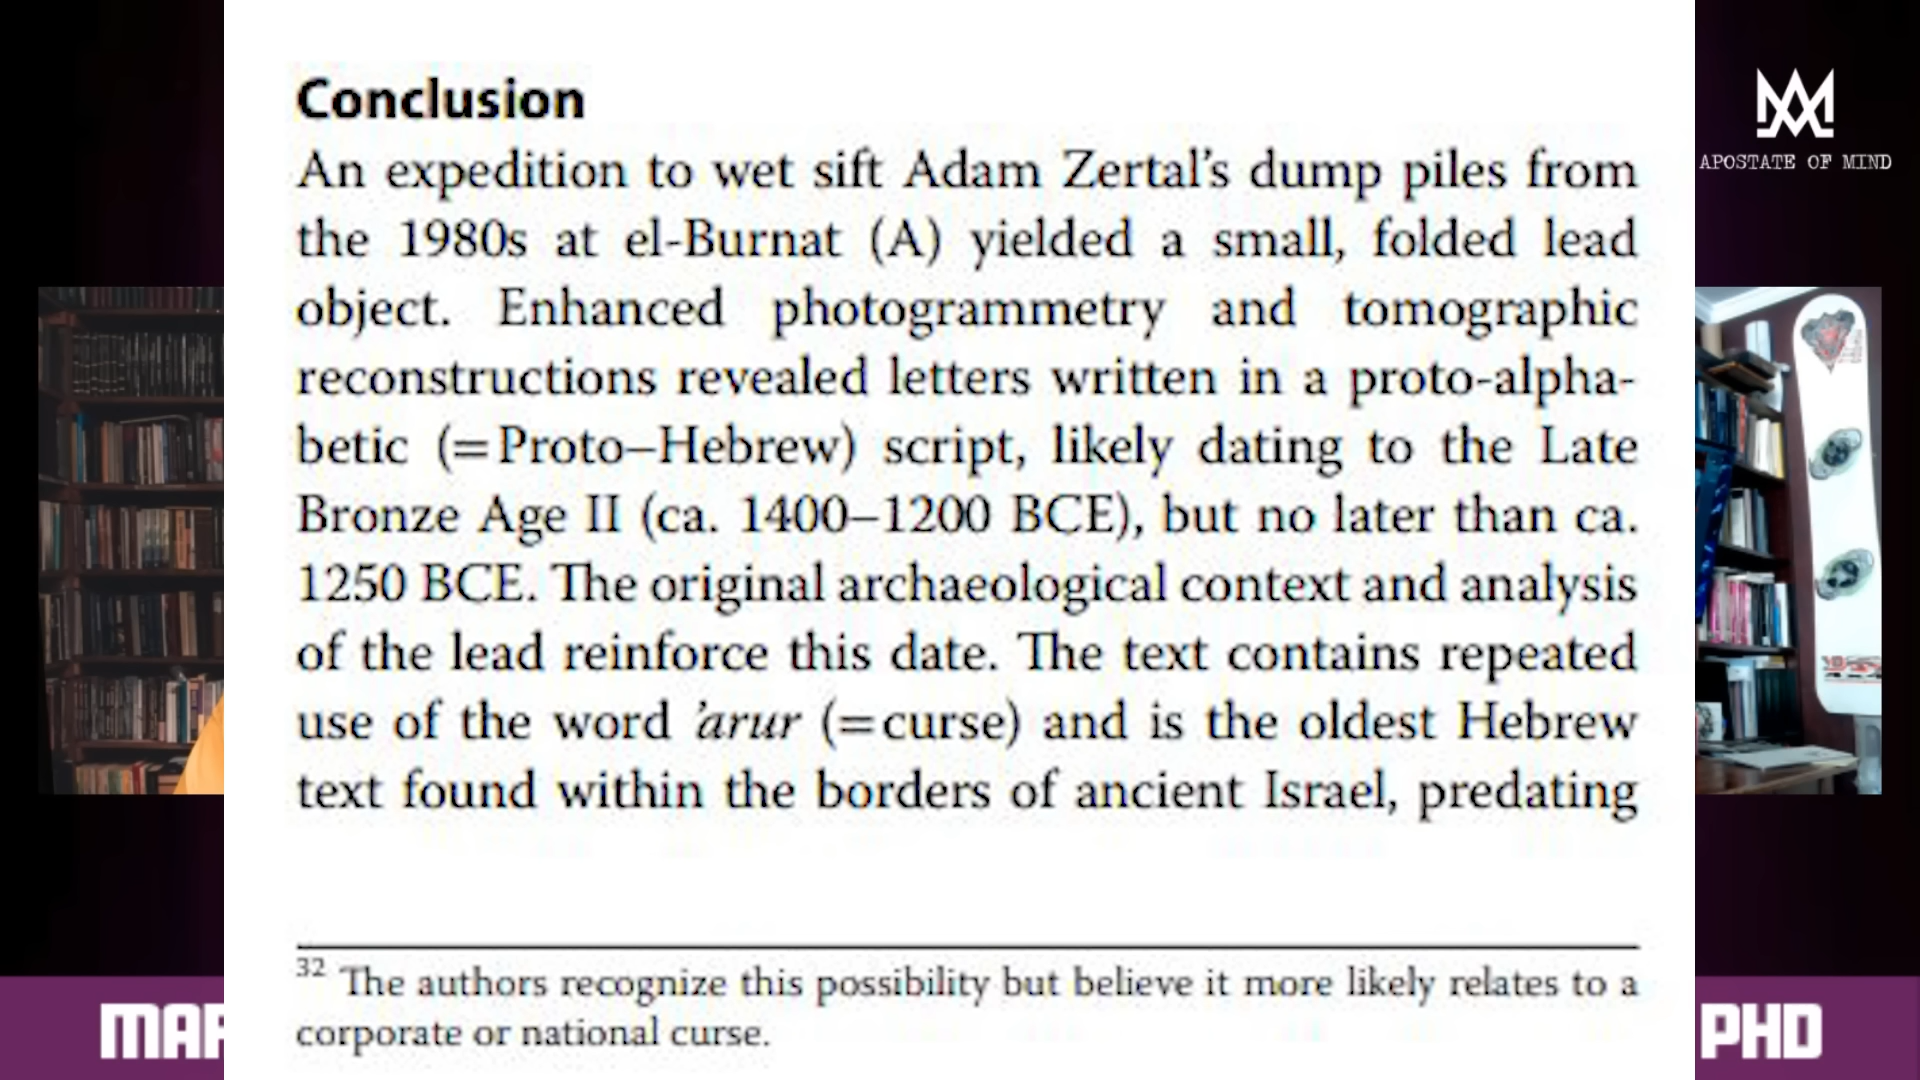 Conclusion
An expedition to wet sift Adam Zertal's dump piles from
the 1980s at el-Burnat (A) yielded a small, folded lead
object. Enhanced photogrammetry and tomographic
reconstructions revealed letters written in a proto-alpha-
betic (=Proto–Hebrew) script, likely dating to the Late
Bronze Age II (ca. 1400–1200 BCE), but no later than ca.
1250 BCE. The original archaeological context and analysis
of the lead reinforce this date. The text contains repeated
use of the word ’arur (=curse) and is the oldest Hebrew
text found within the borders of ancient Israel, predating
32 The authors recognize this possibility but believe it more likely relates to a
corporate or national curse.
APOSTATE OF MIND
PHD